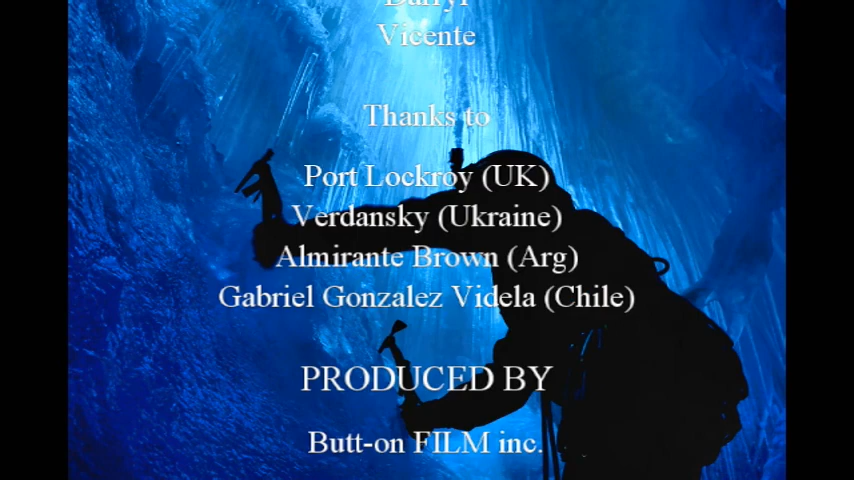 Darryl
Vicente
Thanks to
Port Lockroy (UK)
Verdansky (Ukraine)
Almirante Brown (Arg)
Gabriel Gonzalez Videla (Chile)
PRODUCED BY
Butt-on FILM inc.